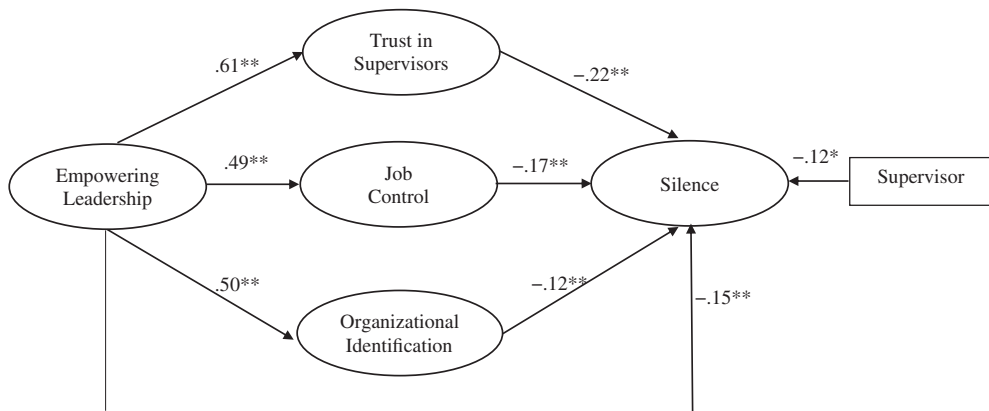 Trust in
Supervisors
.61**
−.22**
Empowering
Leadership
.49**
Job
Control
−.17**
Silence
−.12*
Supervisor
.50**
Organizational
Identification
−.12**
−.15**